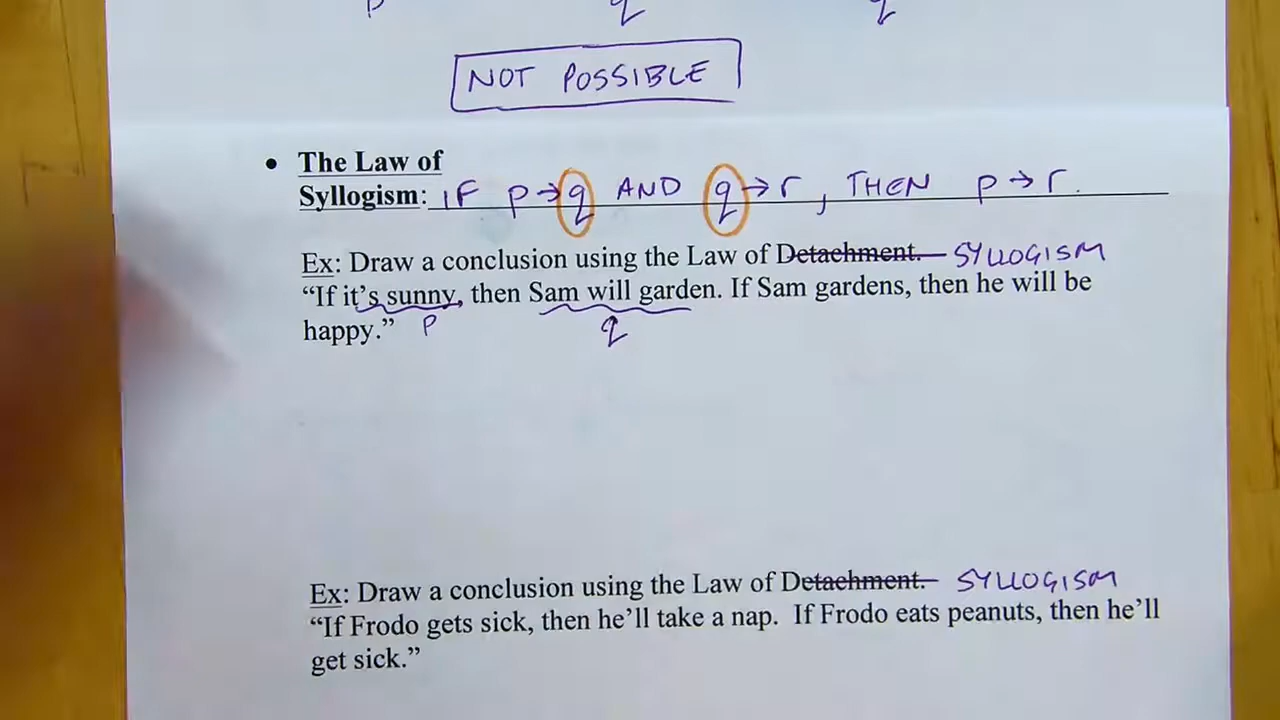 p q q
NOT POSSIBLE
• The Law of
Syllogism: IF p→q AND q→r, THEN p→r.
Ex: Draw a conclusion using the Law of Detachment. SYLLOGISM
“If it’s sunny, then Sam will garden. If Sam gardens, then he will be
happy.” p q
Ex: Draw a conclusion using the Law of Detachment. SYLLOGISM
“If Frodo gets sick, then he’ll take a nap. If Frodo eats peanuts, then he’ll
get sick.”